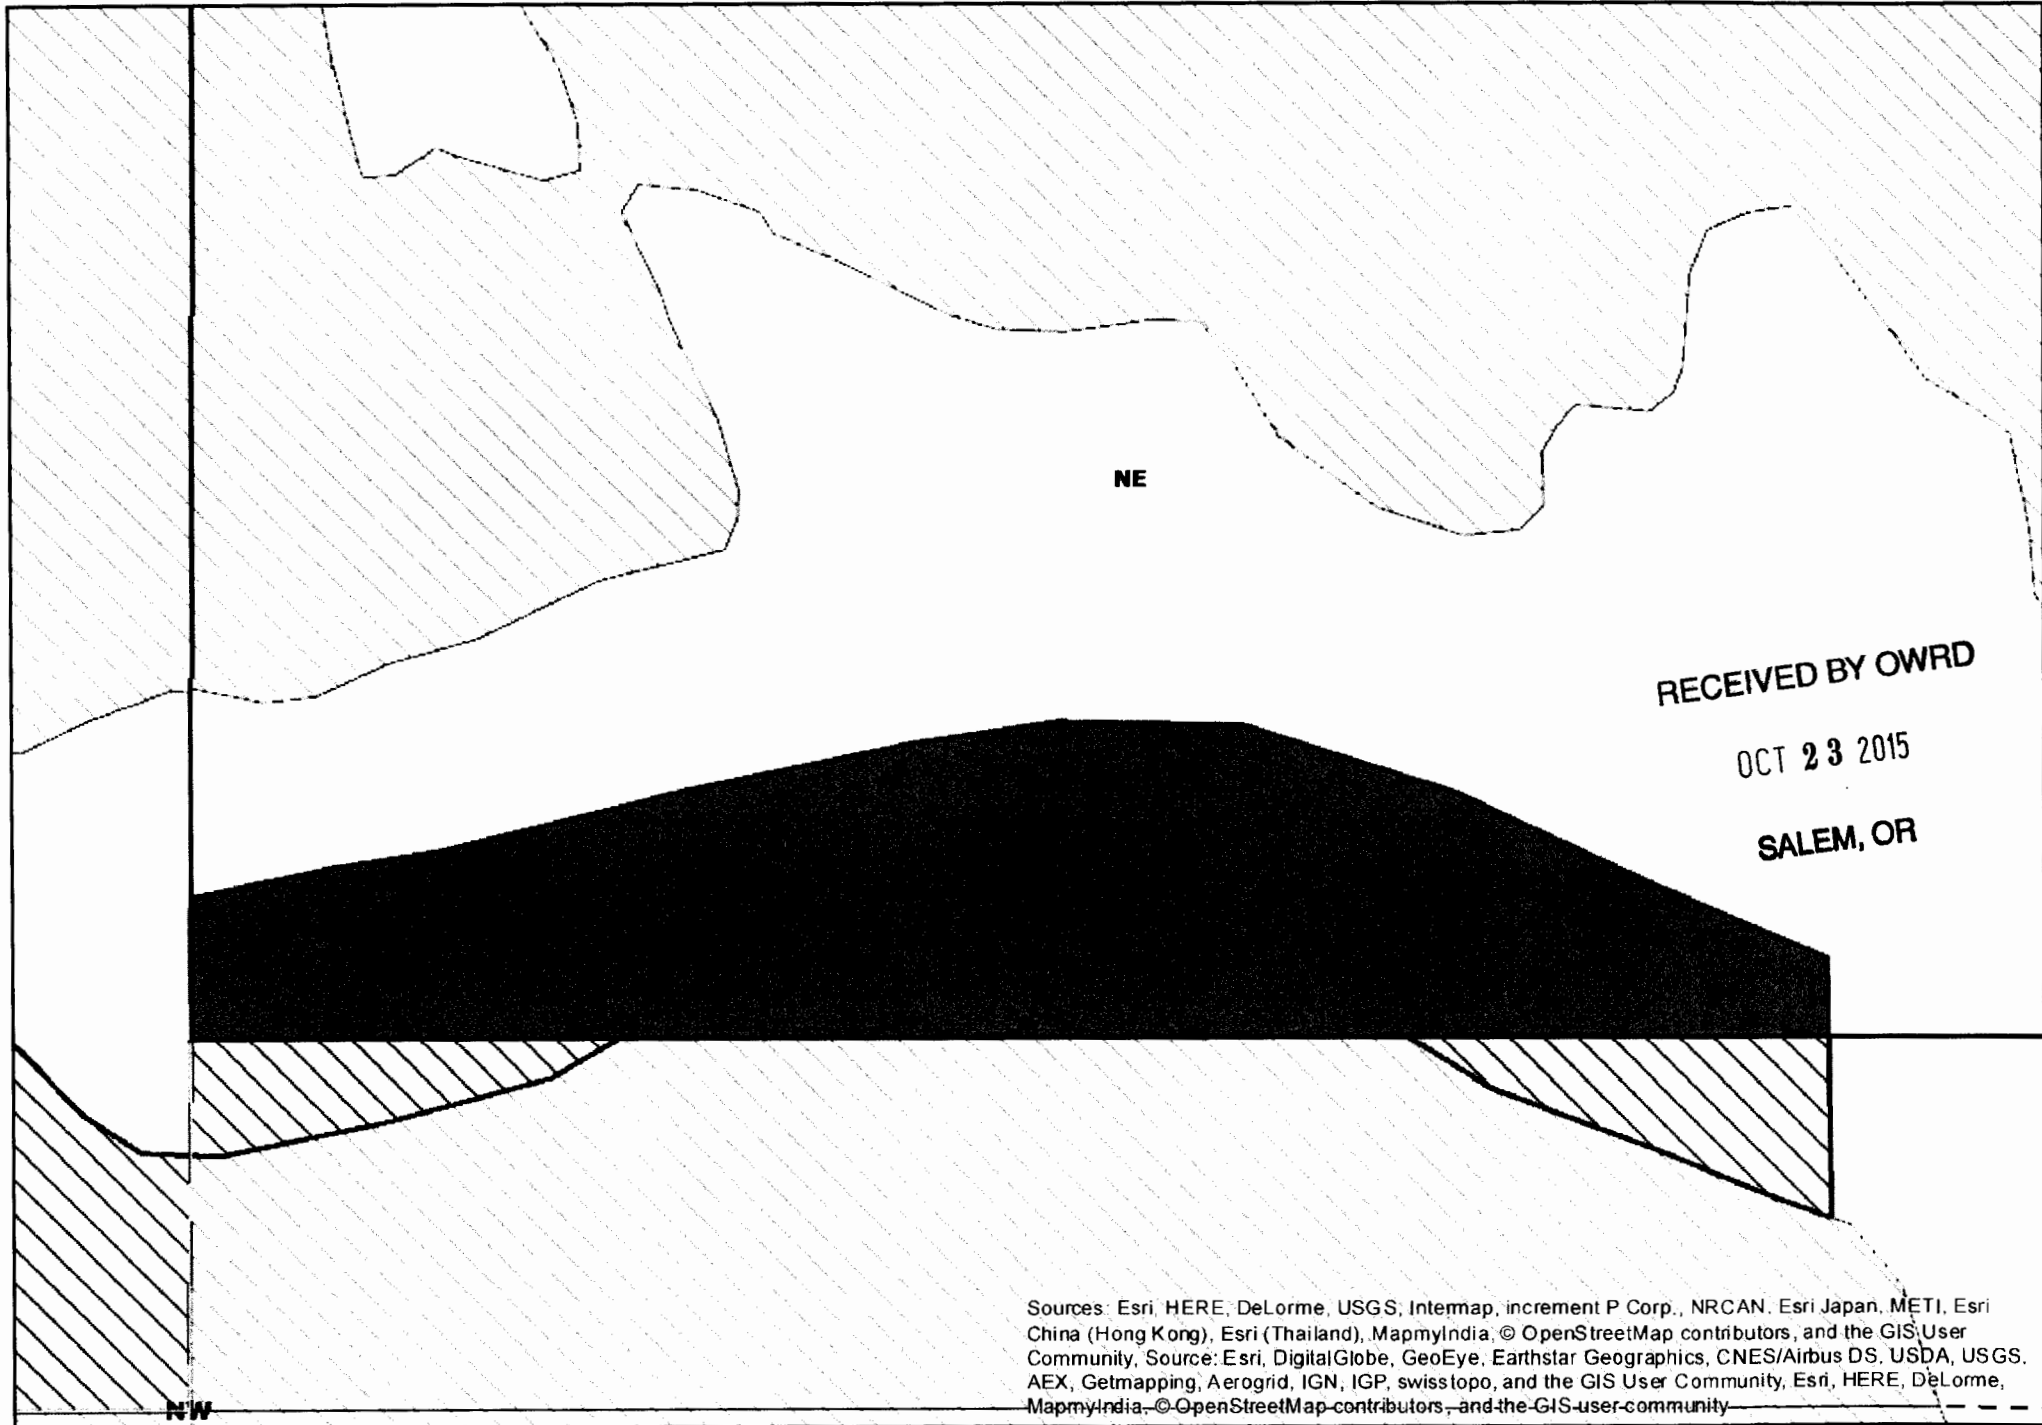 NE
RECEIVED BY OWRD
OCT 23 2015
SALEM, OR
Sources: Esri, HERE, DeLorme, USGS, Intermap, increment P Corp., NRCAN, Esri Japan, METI, Esri
China (Hong Kong), Esri (Thailand), MapmyIndia, © OpenStreetMap contributors, and the GIS User
Community, Source: Esri, DigitalGlobe, GeoEye, Earthstar Geographics, CNES/Airbus DS, USDA, USGS,
AEX, Getmapping, Aerogrid, IGN, IGP, swisstopo, and the GIS User Community, Esri, HERE, DeLorme,
MapmyIndia, © OpenStreetMap contributors, and the GIS user community
NW